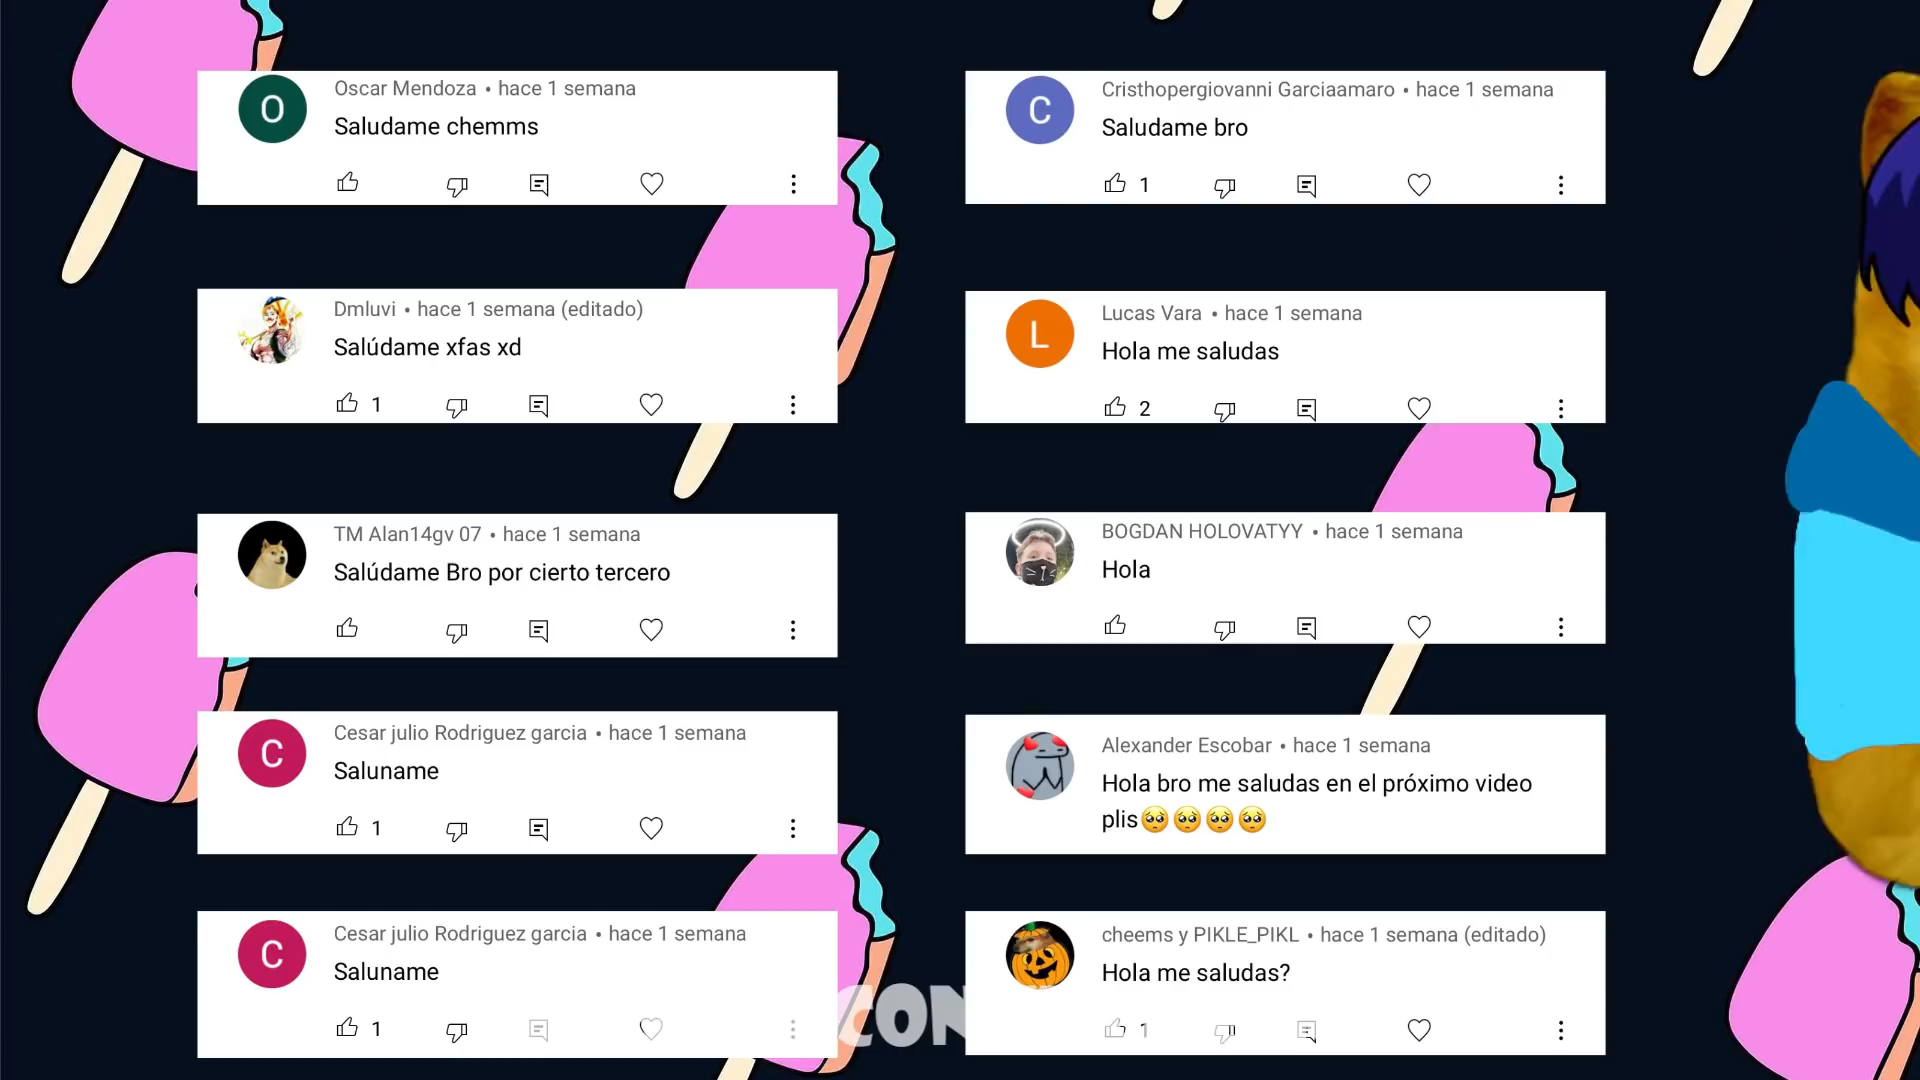 O
Oscar Mendoza • hace 1 semana
Saludame chemms
Dmluvi • hace 1 semana (editado)
Salúdame xfas xd
1
TM Alan14gv 07 • hace 1 semana
Salúdame Bro por cierto tercero
C
Cesar julio Rodriguez garcia • hace 1 semana
Saluname
1
C
Cesar julio Rodriguez garcia • hace 1 semana
Saluname
1
C
Cristhopergiovanni Garciaamaro • hace 1 semana
Saludame bro
1
L
Lucas Vara • hace 1 semana
Hola me saludas
2
BOGDAN HOLOVATYY • hace 1 semana
Hola
Alexander Escobar • hace 1 semana
Hola bro me saludas en el próximo video
plis🥺🥺🥺🥺
cheems y PIKLE_PIKL • hace 1 semana (editado)
Hola me saludas?
1
CON